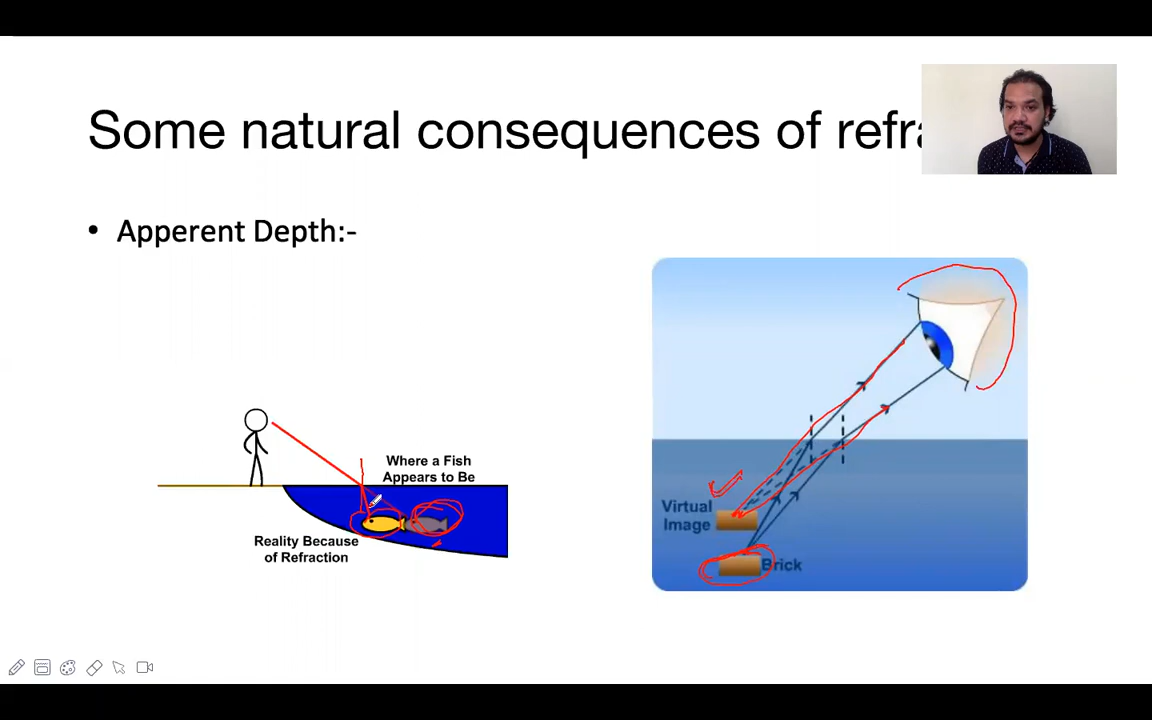 Some natural consequences of refra
• Apperent Depth:-
Where a Fish
Appears to Be
Reality Because
of Refraction
Virtual
Image
Brick